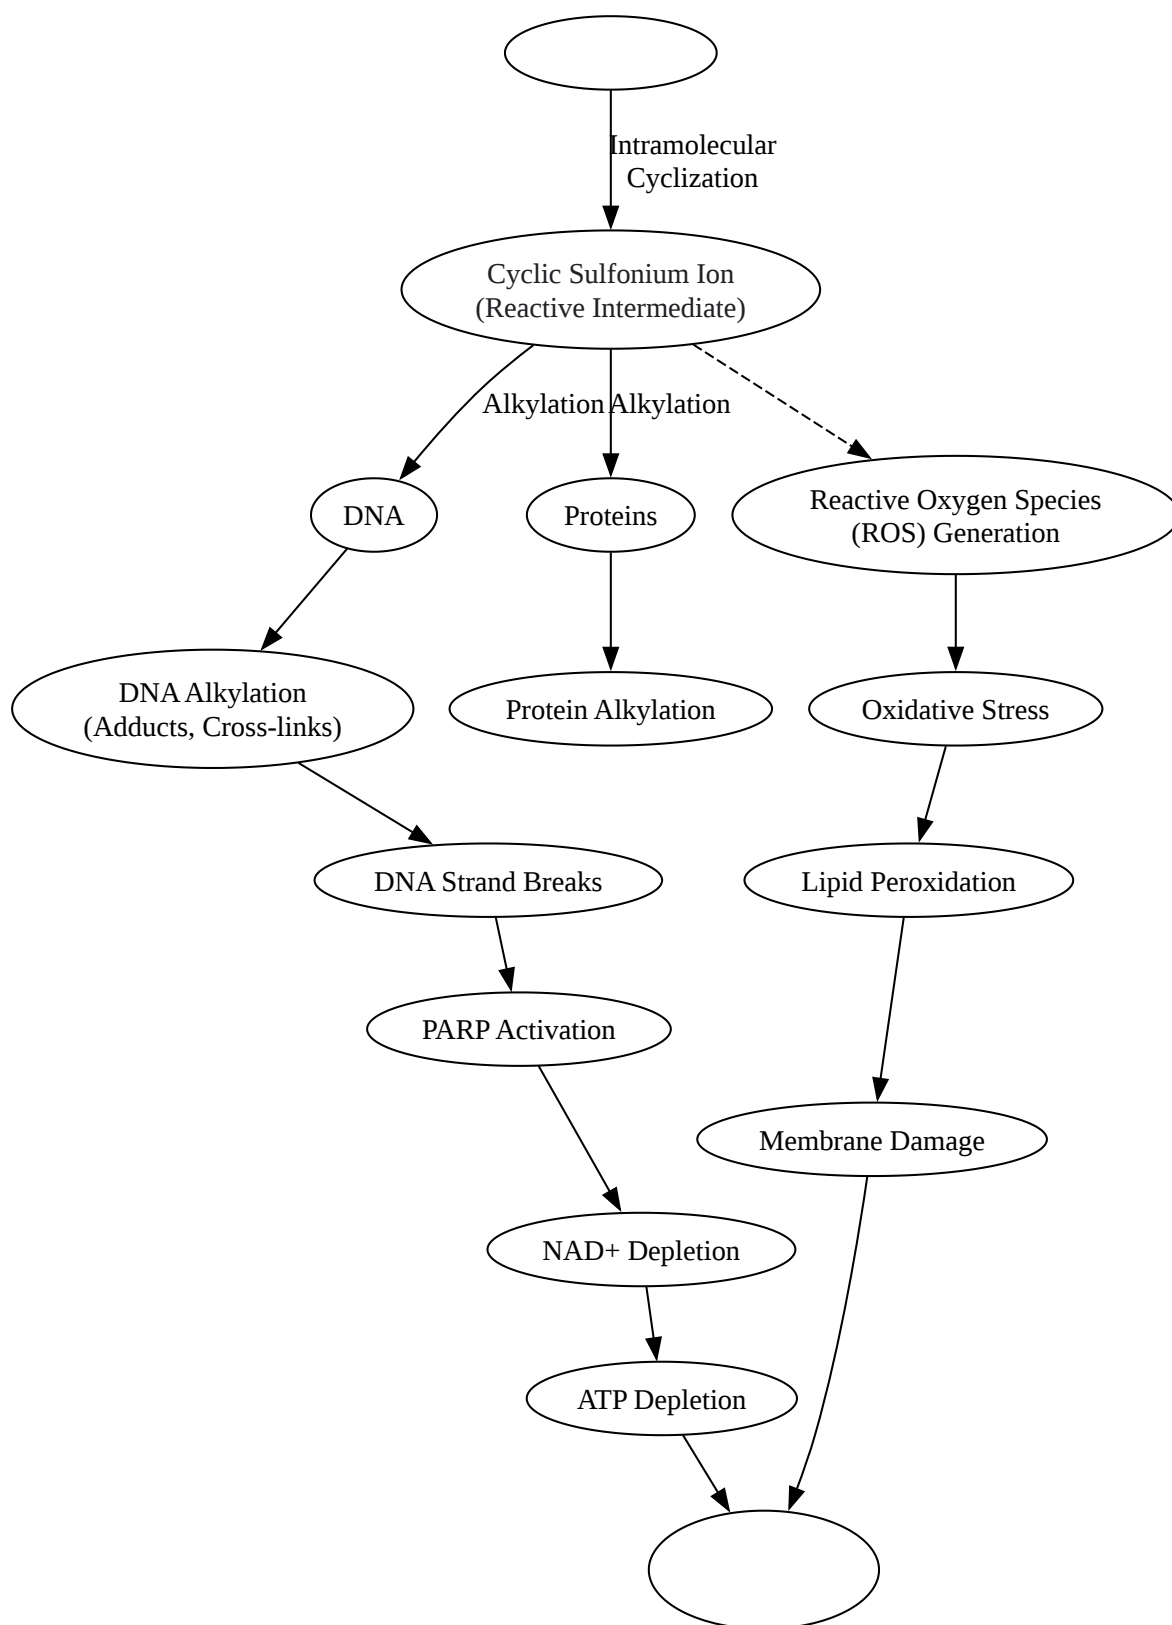 Intramolecular
Cyclization
Cyclic Sulfonium Ion
(Reactive Intermediate)
Alkylation
Alkylation
DNA
Proteins
Reactive Oxygen Species
(ROS) Generation
DNA Alkylation
(Adducts, Cross-links)
Protein Alkylation
Oxidative Stress
DNA Strand Breaks
Lipid Peroxidation
PARP Activation
Membrane Damage
NAD+ Depletion
ATP Depletion